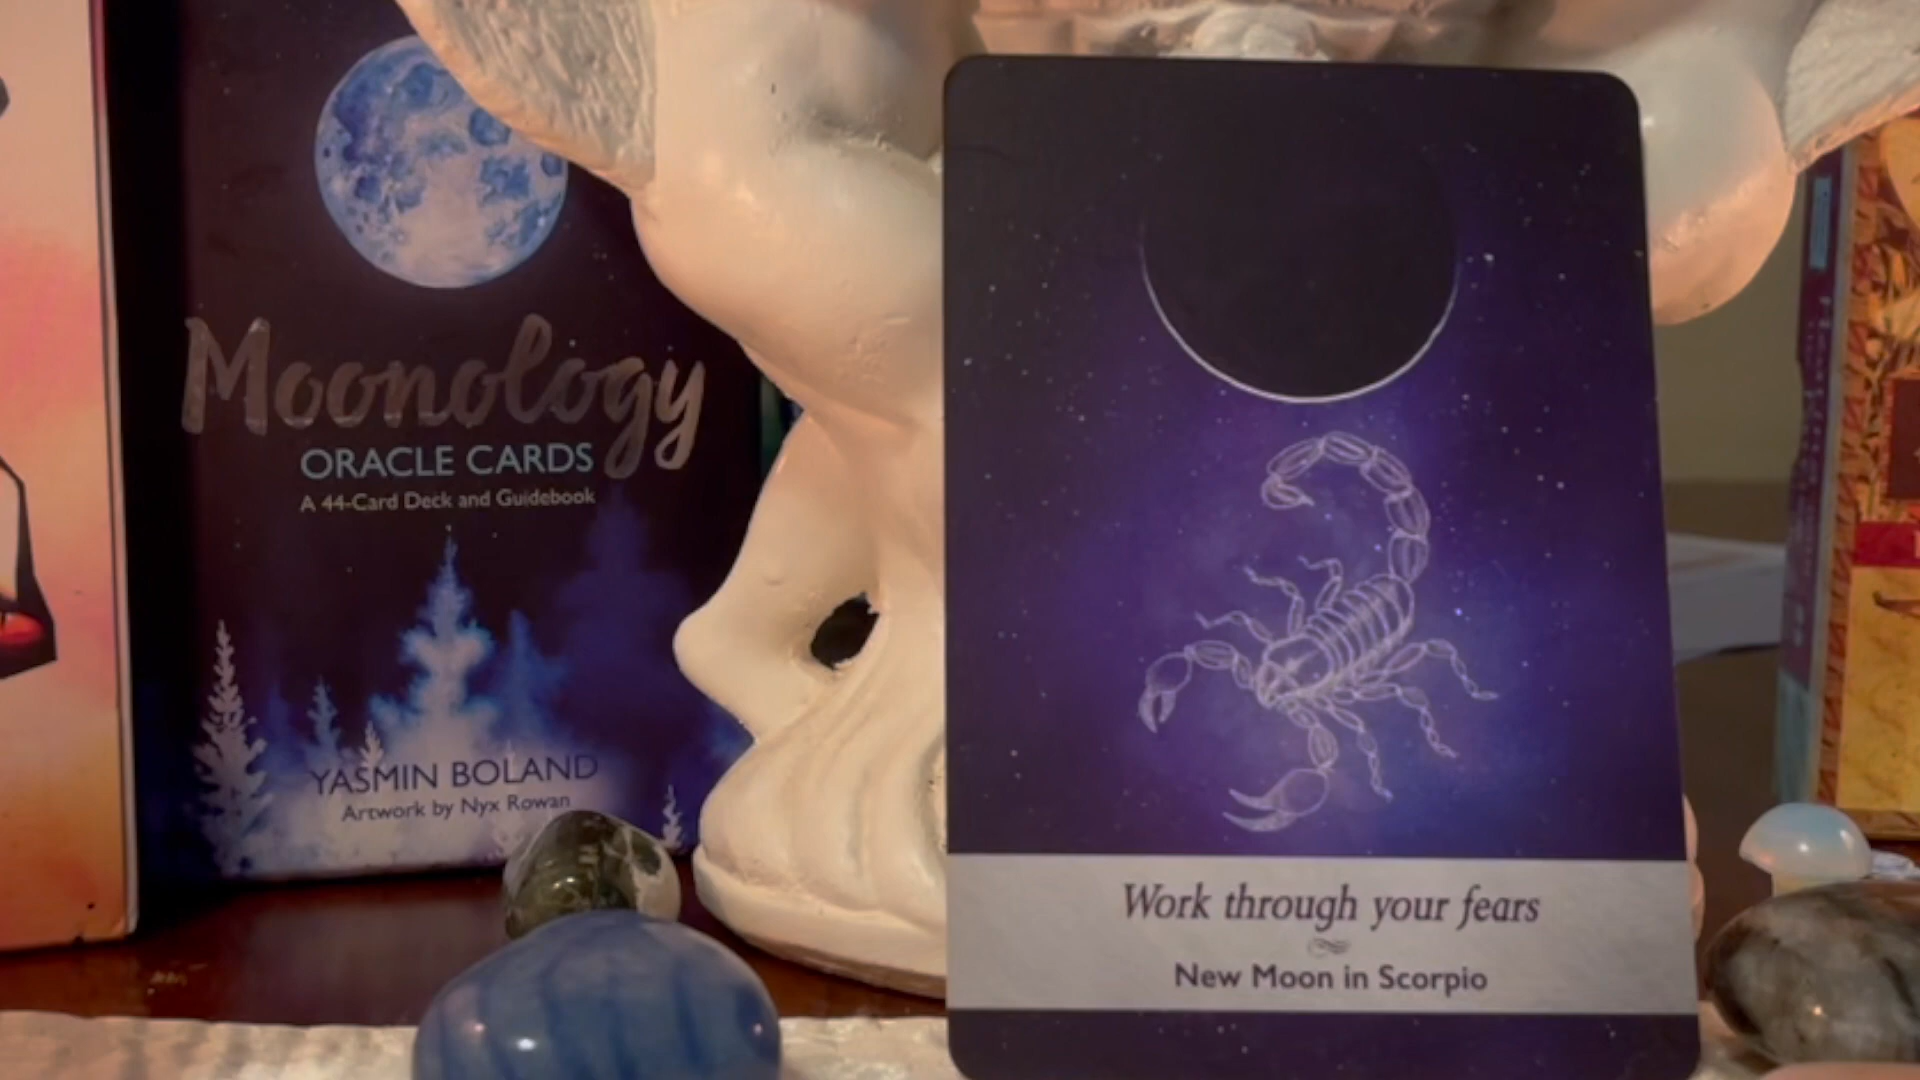 Moonology
ORACLE CARDS
A 44-Card Deck and Guidebook
YASMIN BOLAND
Artwork by Nyx Rowan
Work through your fears
New Moon in Scorpio